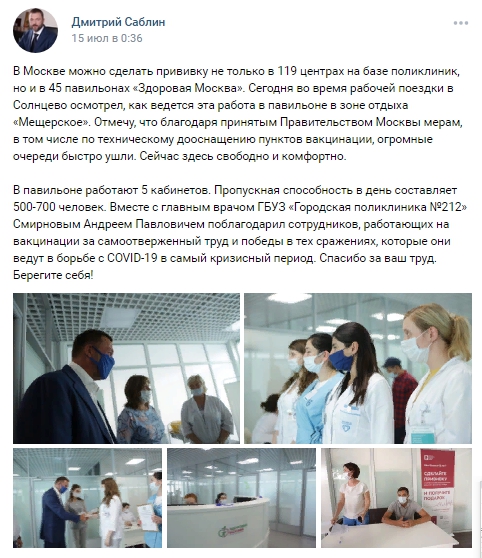 Дмитрий Саблин
15 июл в 0:36
В Москве можно сделать прививку не только в 119 центрах на базе поликлиник,
но и в 45 павильонах «Здоровая Москва». Сегодня во время рабочей поездки в
Солнцево осмотрел, как ведется эта работа в павильоне в зоне отдыха
«Мещерское». Отмечу, что благодаря принятым Правительством Москвы мерам,
в том числе по техническому дооснащению пунктов вакцинации, огромные
очереди быстро ушли. Сейчас здесь свободно и комфортно.
В павильоне работают 5 кабинетов. Пропускная способность в день составляет
500-700 человек. Вместе с главным врачом ГБУЗ «Городская поликлиника №212»
Смирновым Андреем Павловичем поблагодарил сотрудников, работающих на
вакцинации за самоотверженный труд и победы в тех сражениях, которые они
ведут в борьбе с COVID-19 в самый кризисный период. Спасибо за ваш труд.
Берегите себя!
СДЕЛАЙТЕ
ПРИВИВКУ
И ПОЛУЧИТЕ
ПОДАРОК